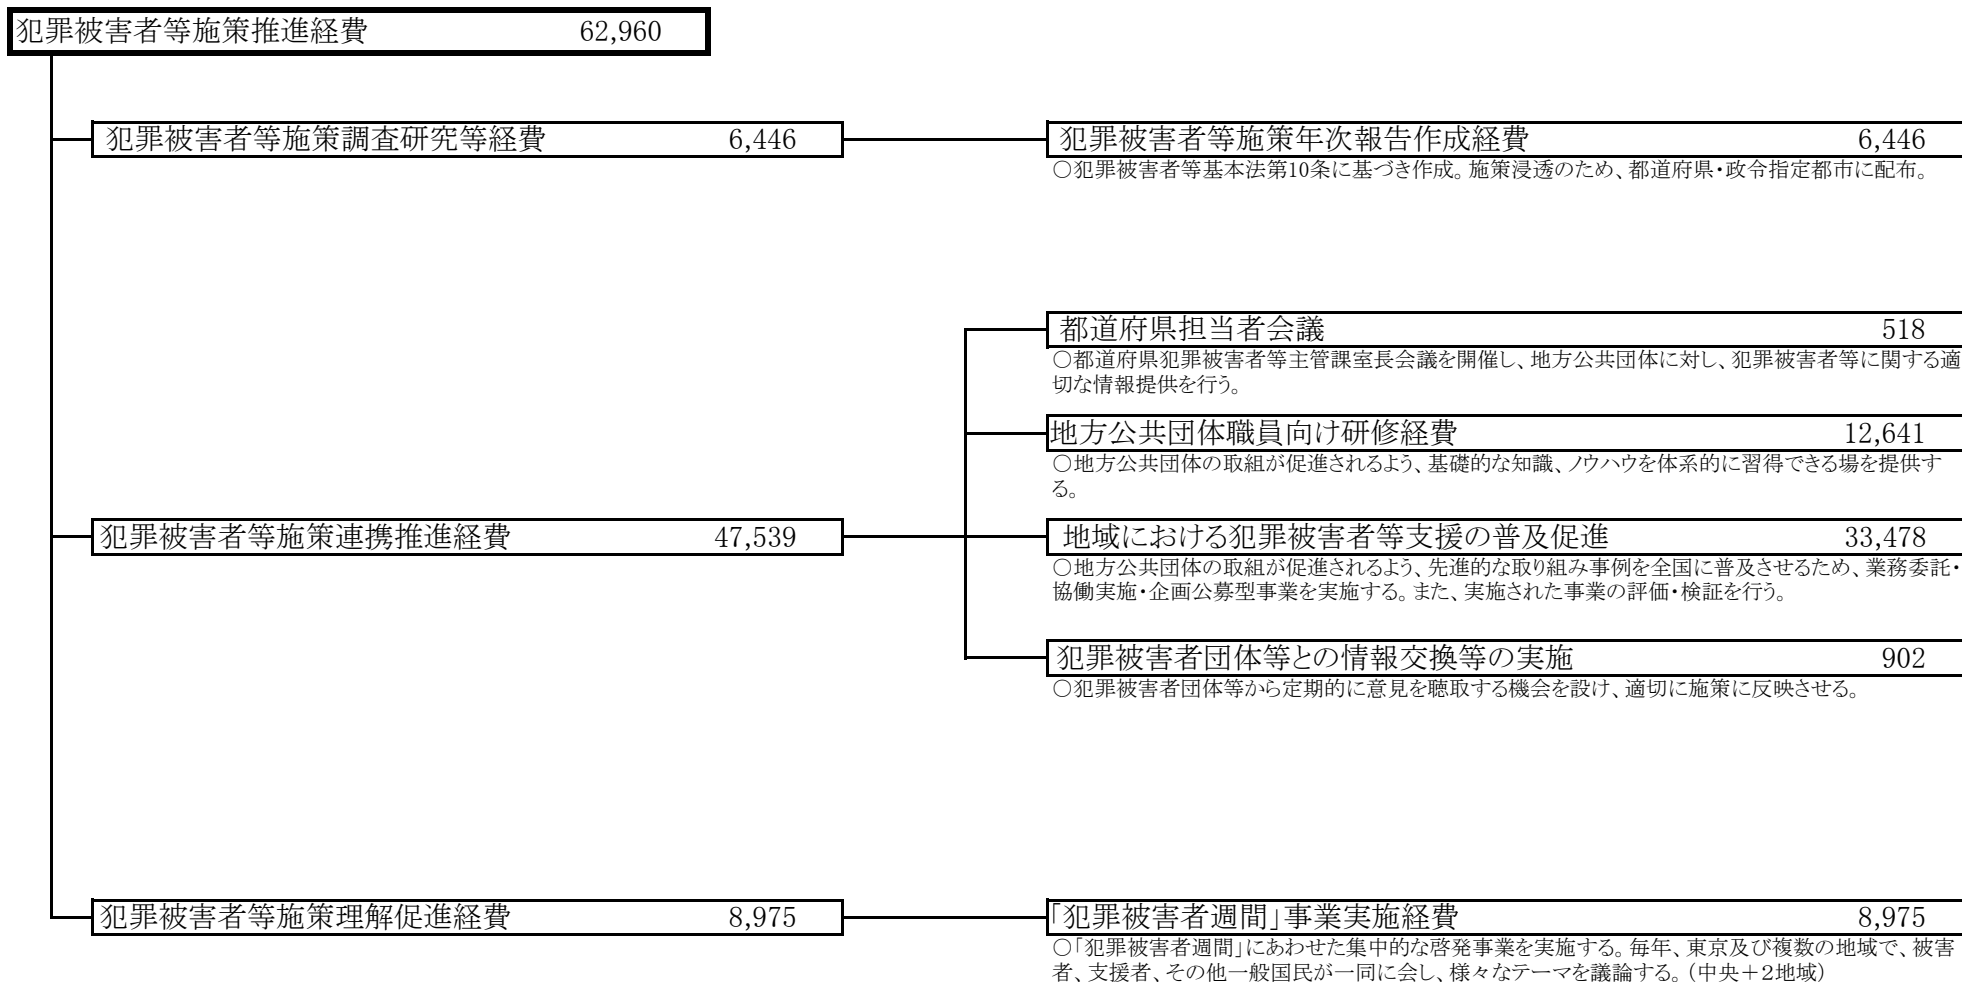 犯罪被害者等施策推進経費 62,960
犯罪被害者等施策調査研究等経費 6,446
犯罪被害者等施策年次報告作成経費 6,446
○犯罪被害者等基本法第10条に基づき作成。施策浸透のため、都道府県・政令指定都市に配布。
都道府県担当者会議 518
○都道府県犯罪被害者等主管課室長会議を開催し、地方公共団体に対し、犯罪被害者等に関する適
切な情報提供を行う。
地方公共団体職員向け研修経費 12,641
○地方公共団体の取組が促進されるよう、基礎的な知識、ノウハウを体系的に習得できる場を提供す
る。
犯罪被害者等施策連携推進経費 47,539
地域における犯罪被害者等支援の普及促進 33,478
○地方公共団体の取組が促進されるよう、先進的な取り組み事例を全国に普及させるため、業務委託・
協働実施・企画公募型事業を実施する。また、実施された事業の評価・検証を行う。
犯罪被害者団体等との情報交換等の実施 902
○犯罪被害者団体等から定期的に意見を聴取する機会を設け、適切に施策に反映させる。
犯罪被害者等施策理解促進経費 8,975
「犯罪被害者週間」事業実施経費 8,975
○「犯罪被害者週間」にあわせた集中的な啓発事業を実施する。毎年、東京及び複数の地域で、被害
者、支援者、その他一般国民が一同に会し、様々なテーマを議論する。（中央＋２地域）